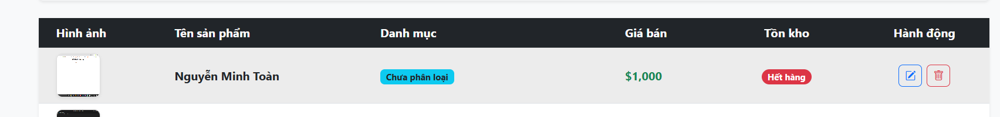 Hình ảnh Tên sản phẩm Danh mục Giá bán Tồn kho Hành động
Nguyễn Minh Toàn Chưa phân loại $1,000 Hết hàng